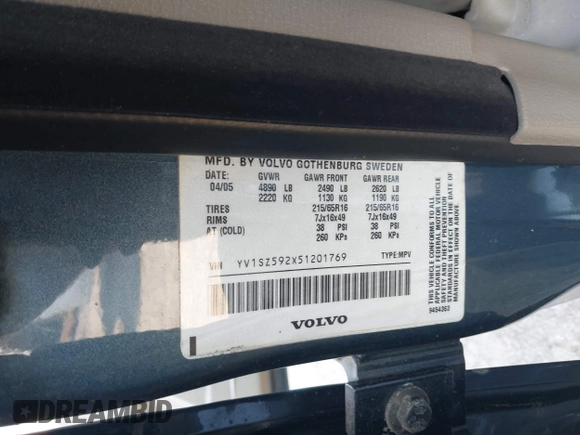 MFD. BY VOLVO GOTHENBURG SWEDEN
DATE: GVWR GAWR FRONT GAWR REAR
04/05 4890 LB 2490 LB 2620 LB
2220 KG 1130 KG 1190 KG
TIRES 215/65R16 215/65R16
RIMS 7Jx16x49 7Jx16x49
AT (COLD) 38 PSI 38 PSI
260 KPa 260 KPa
VIN YV1SZ592X51201769 TYPE:MPV
VOLVO
THIS VEHICLE CONFORMS TO ALL
APPLICABLE FEDERAL MOTOR VEHICLE
SAFETY AND THEFT PREVENTION
STANDARDS IN EFFECT ON THE DATE
OF MANUFACTURE SHOWN ABOVE.
9494363
DREAMBID